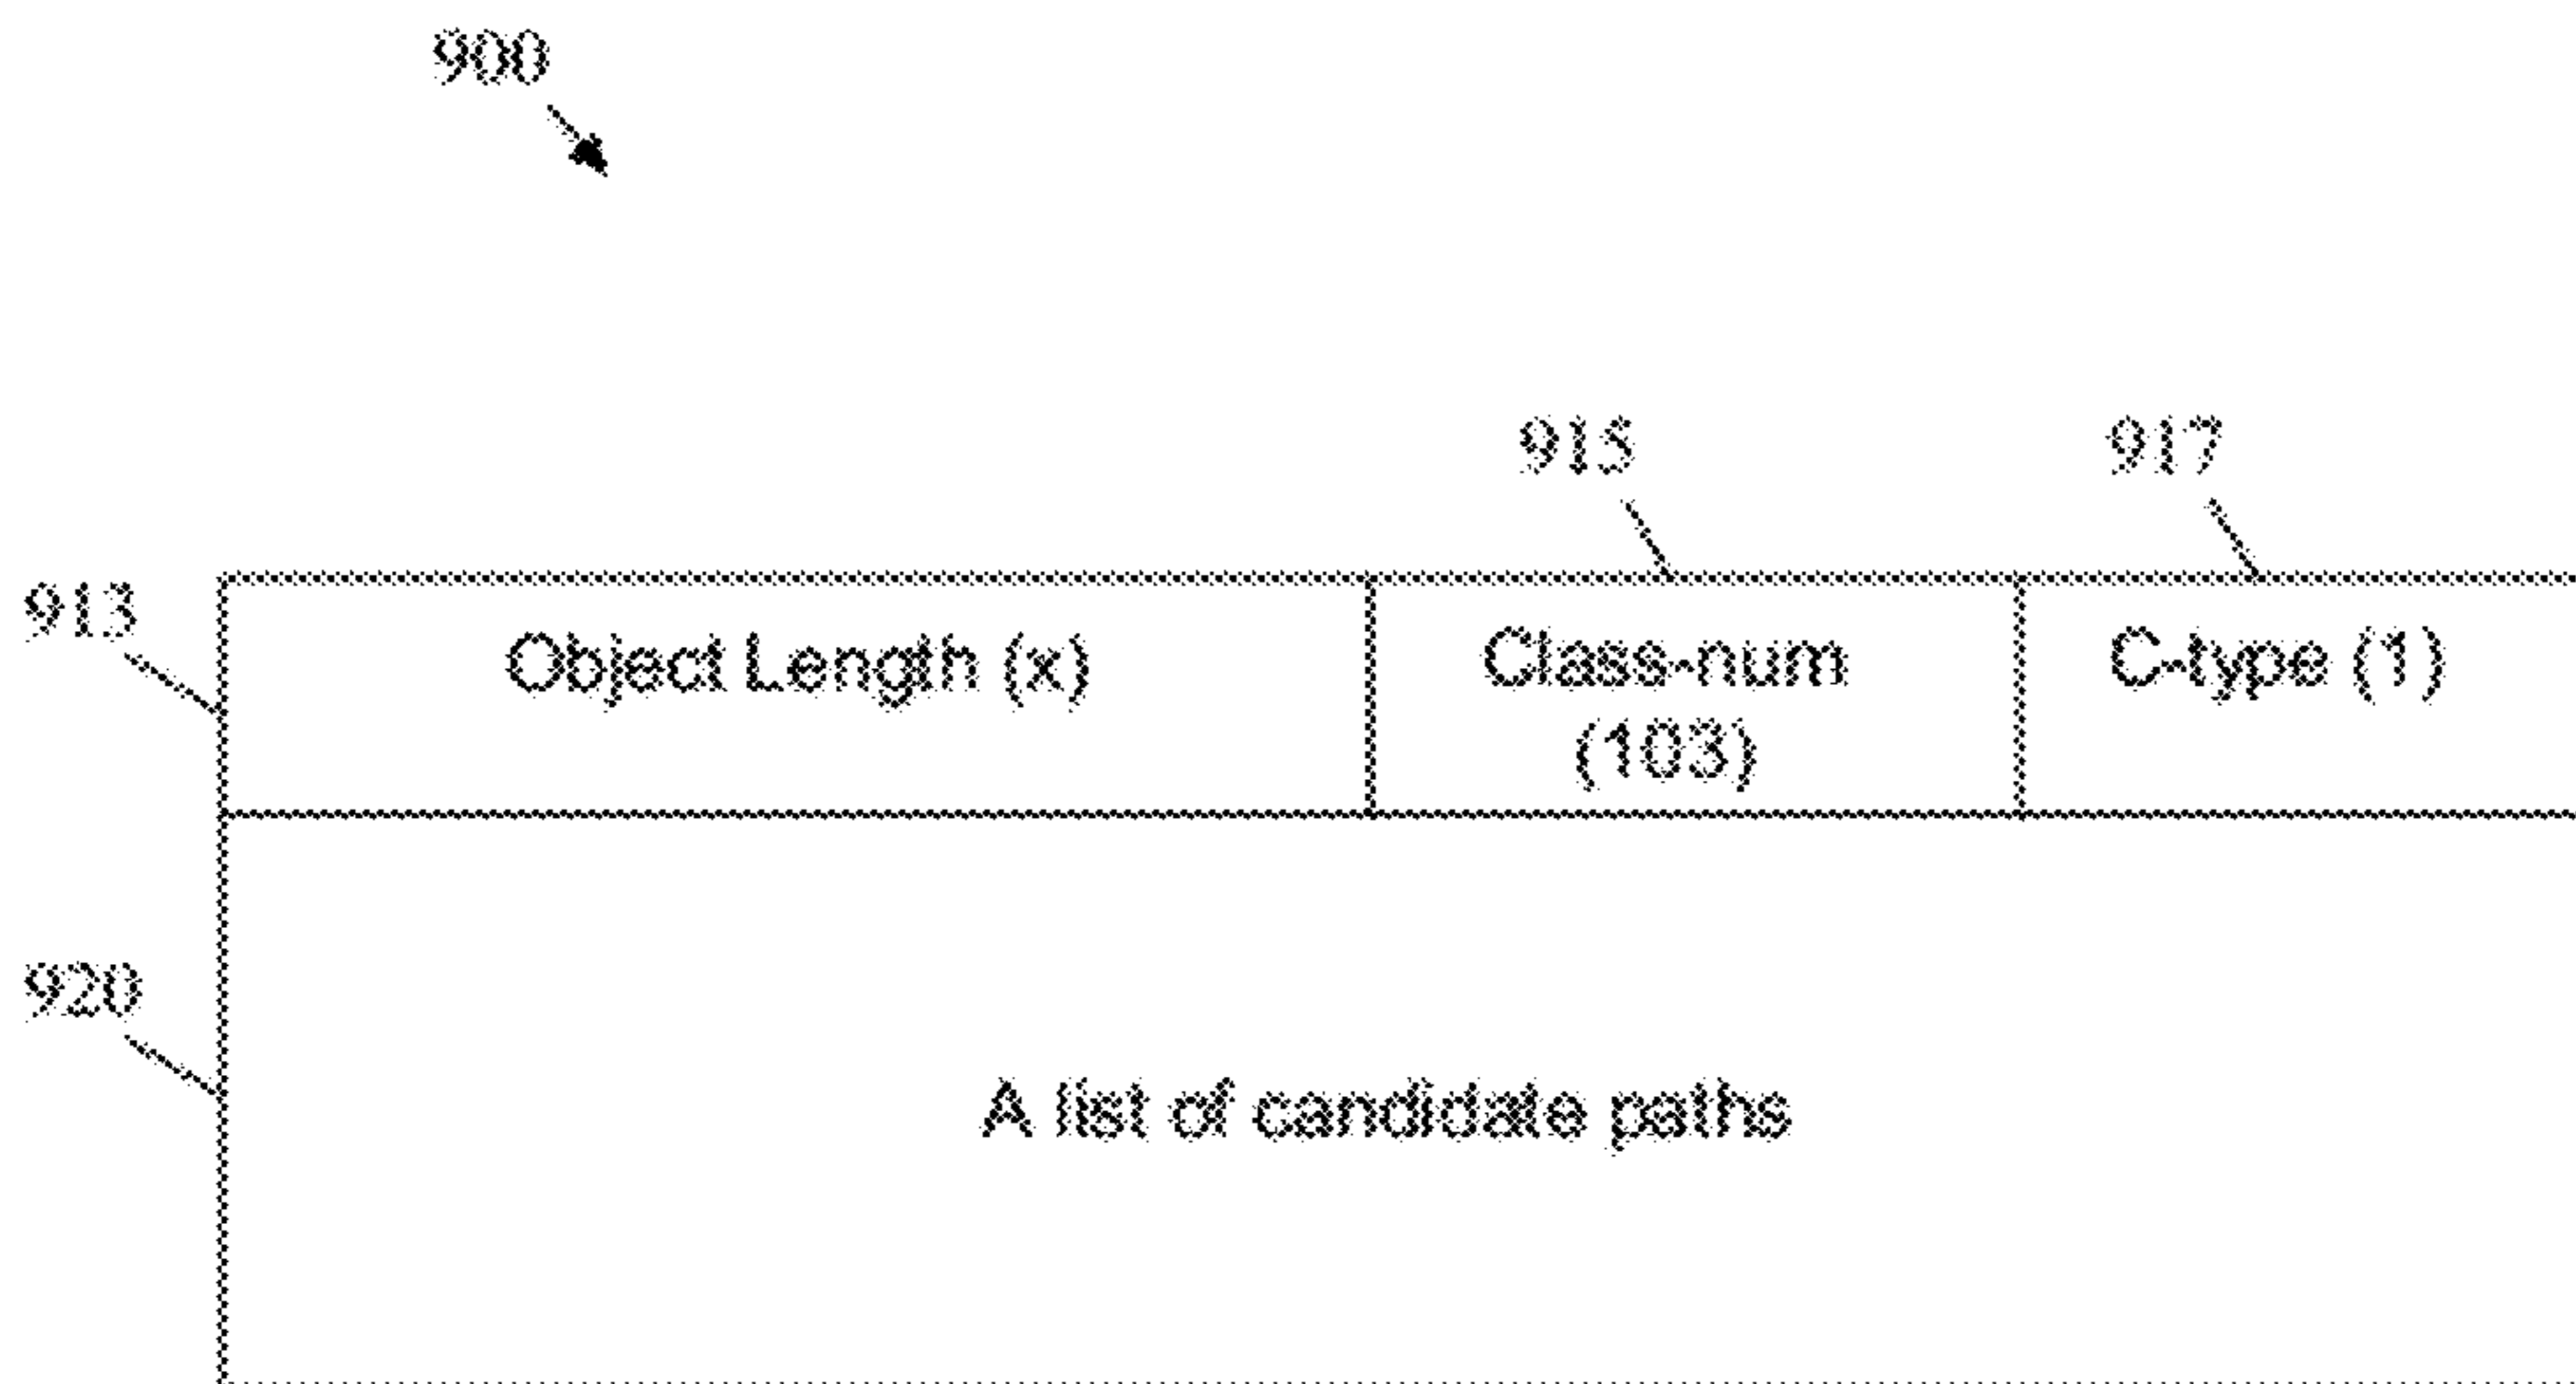 900
915 917
913
Object Length (x) Class-num C-type (1)
(103)
920
A list of candidate paths